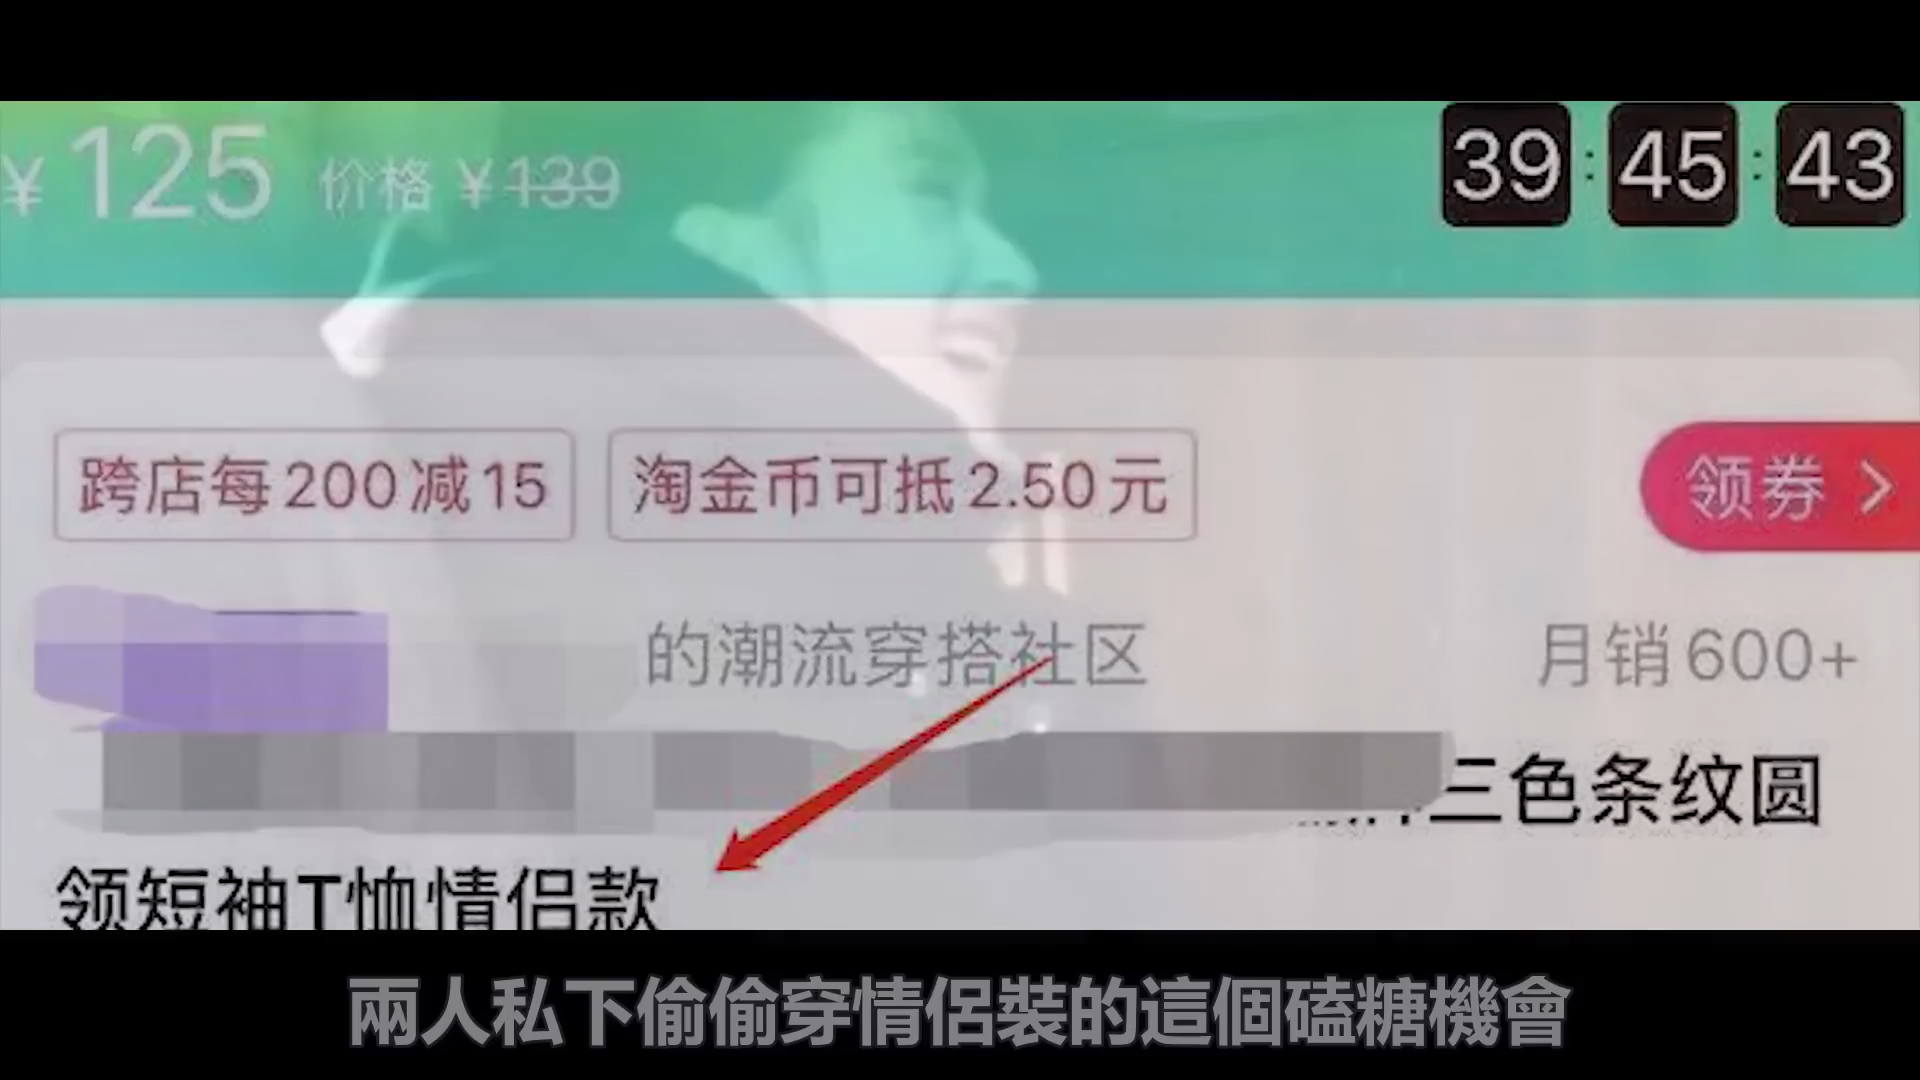 ¥125 价格 ¥139 39:45:43
跨店每200减15 淘金币可抵2.50元 领券 >
的潮流穿搭社区 月销600+
三色条纹圆
领短袖T恤情侣款
兩人私下偷偷穿情侶裝的這個磕糖機會